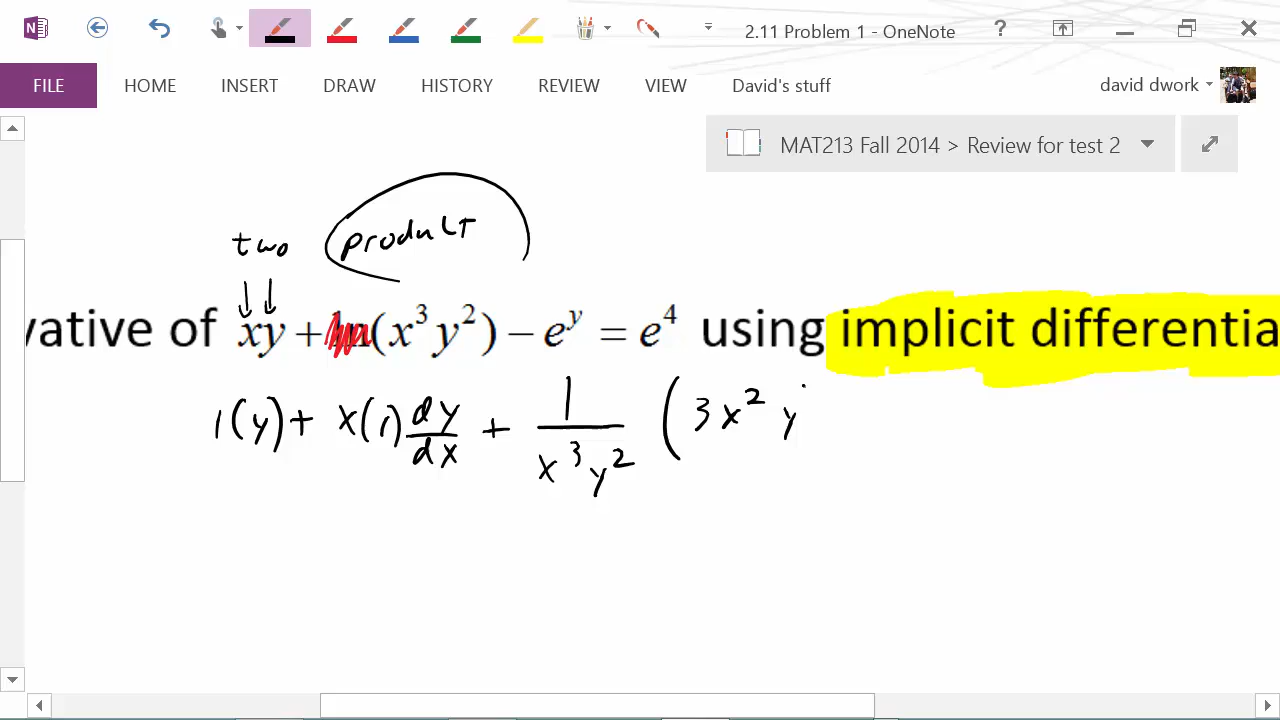 2.11 Problem 1 - OneNote
?
FILE HOME INSERT DRAW HISTORY REVIEW VIEW David's stuff david dwork
MAT213 Fall 2014 > Review for test 2
two product
vative of xy + ln(x³y²) − eʸ = e⁴ using implicit differentia
1(y) + x(1) dy/dx + 1/(x³y²) (3x² y